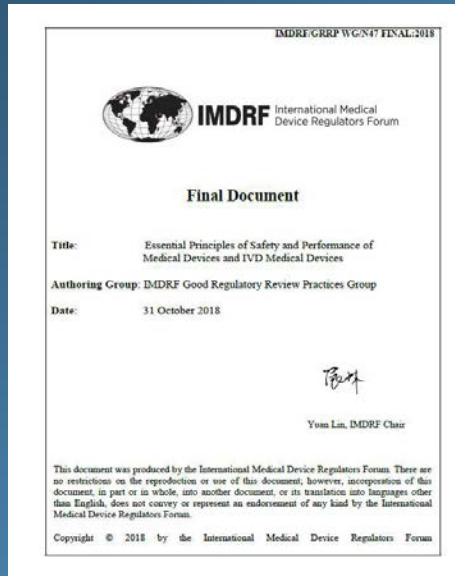 IMDRF/GRRP WG/N47 FINAL:2018
IMDRF International Medical
Device Regulators Forum
Final Document
Title: Essential Principles of Safety and Performance of
Medical Devices and IVD Medical Devices
Authoring Group: IMDRF Good Regulatory Review Practices Group
Date: 31 October 2018
Yuan Lin, IMDRF Chair
This document was produced by the International Medical Device Regulators Forum. There are
no restrictions on the reproduction or use of this document; however, incorporation of this
document, in part or in whole, into another document, or its translation into languages other
than English, does not convey or represent an endorsement of any kind by the International
Medical Device Regulators Forum.
Copyright © 2018 by the International Medical Device Regulators Forum